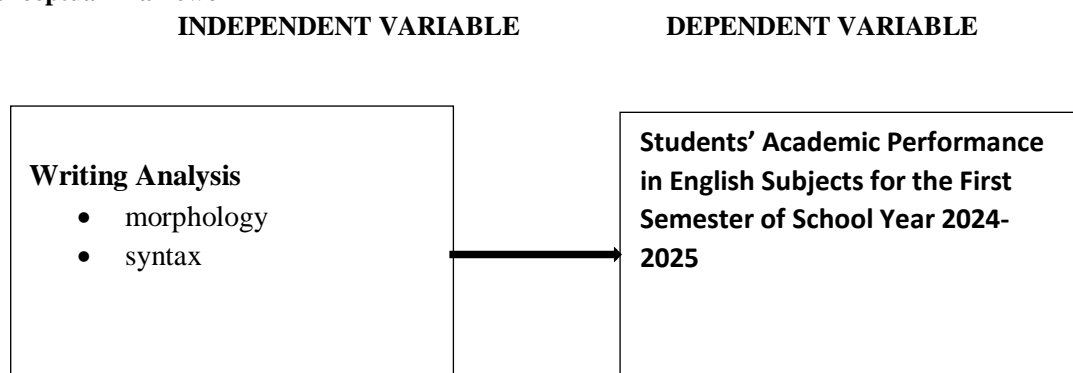 INDEPENDENT VARIABLE DEPENDENT VARIABLE
Students’ Academic Performance
in English Subjects for the First
Semester of School Year 2024-
2025
Writing Analysis
• morphology
• syntax